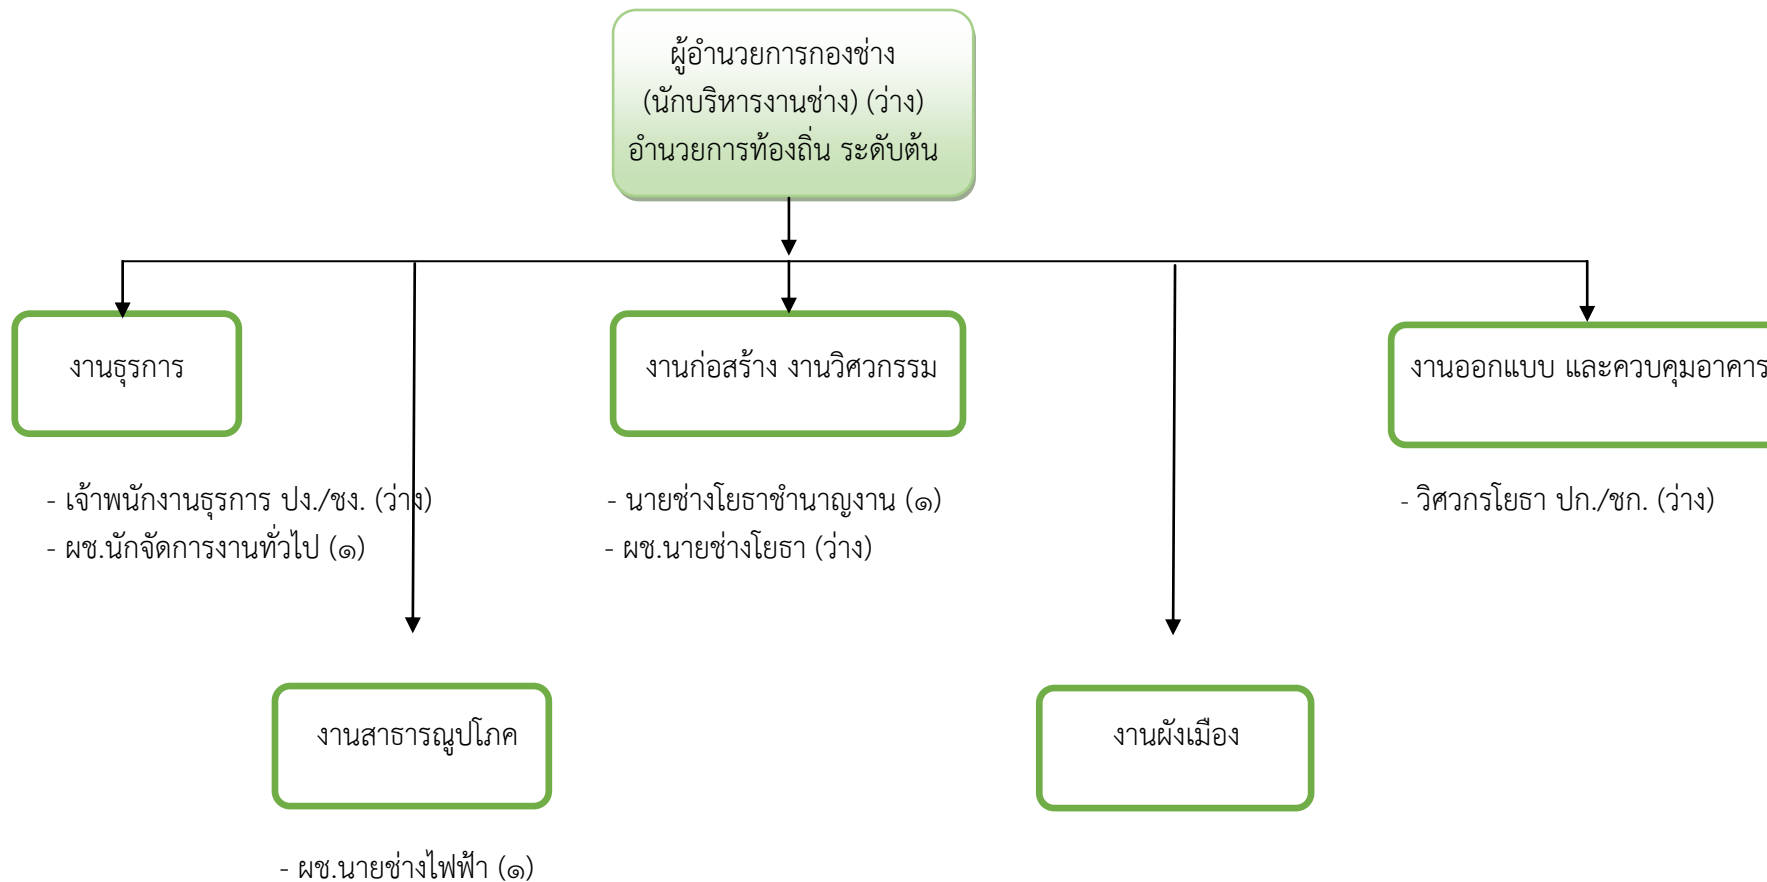 ผู้อำนวยการกองช่าง
(นักบริหารงานช่าง) (ว่าง)
อำนวยการท้องถิ่น ระดับต้น
งานธุรการ
งานก่อสร้าง งานวิศวกรรม
งานออกแบบ และควบคุมอาคาร
- เจ้าพนักงานธุรการ ปง./ชง. (ว่าง)
- ผช.นักจัดการงานทั่วไป (๑)
- นายช่างโยธาชำนาญงาน (๑)
- ผช.นายช่างโยธา (ว่าง)
- วิศวกรโยธา ปก./ชก. (ว่าง)
งานสาธารณูปโภค
งานผังเมือง
- ผช.นายช่างไฟฟ้า (๑)